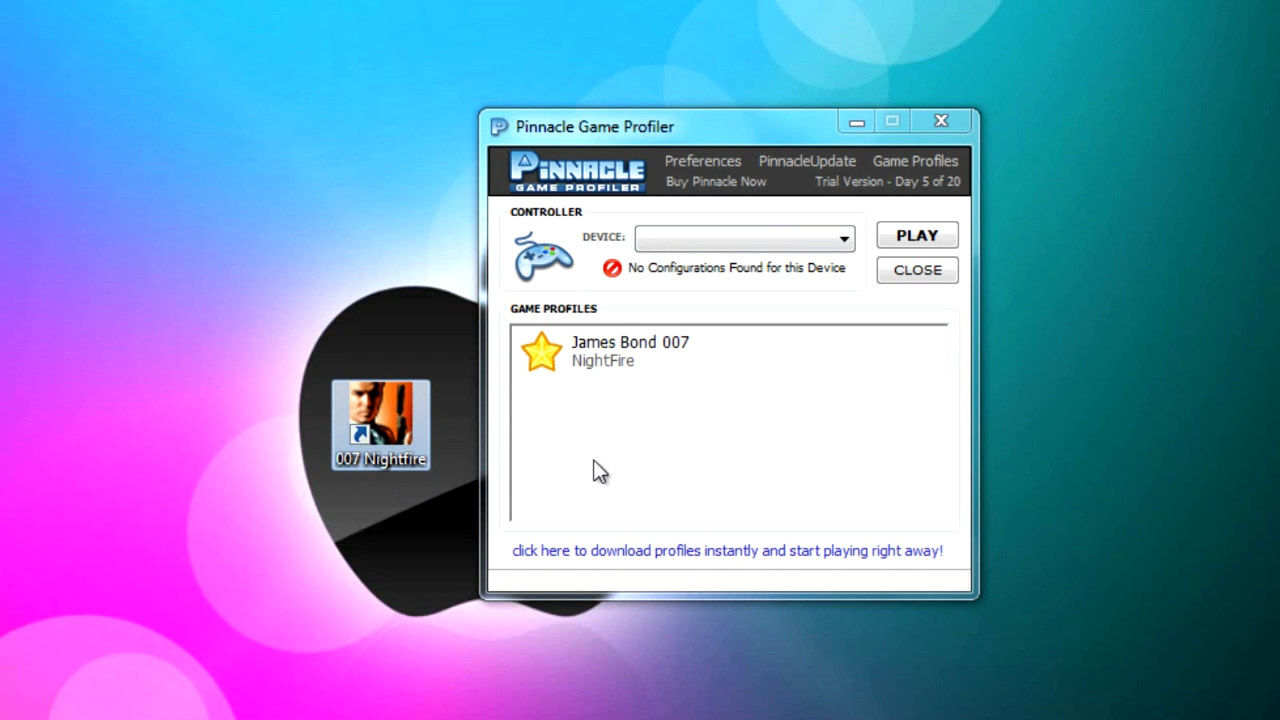 Pinnacle Game Profiler
PINNACLE
GAME PROFILER
Preferences PinnacleUpdate Game Profiles
Buy Pinnacle Now Trial Version - Day 5 of 20
CONTROLLER
DEVICE:
PLAY
No Configurations Found for this Device
CLOSE
GAME PROFILES
James Bond 007
NightFire
007 Nightfire
click here to download profiles instantly and start playing right away!